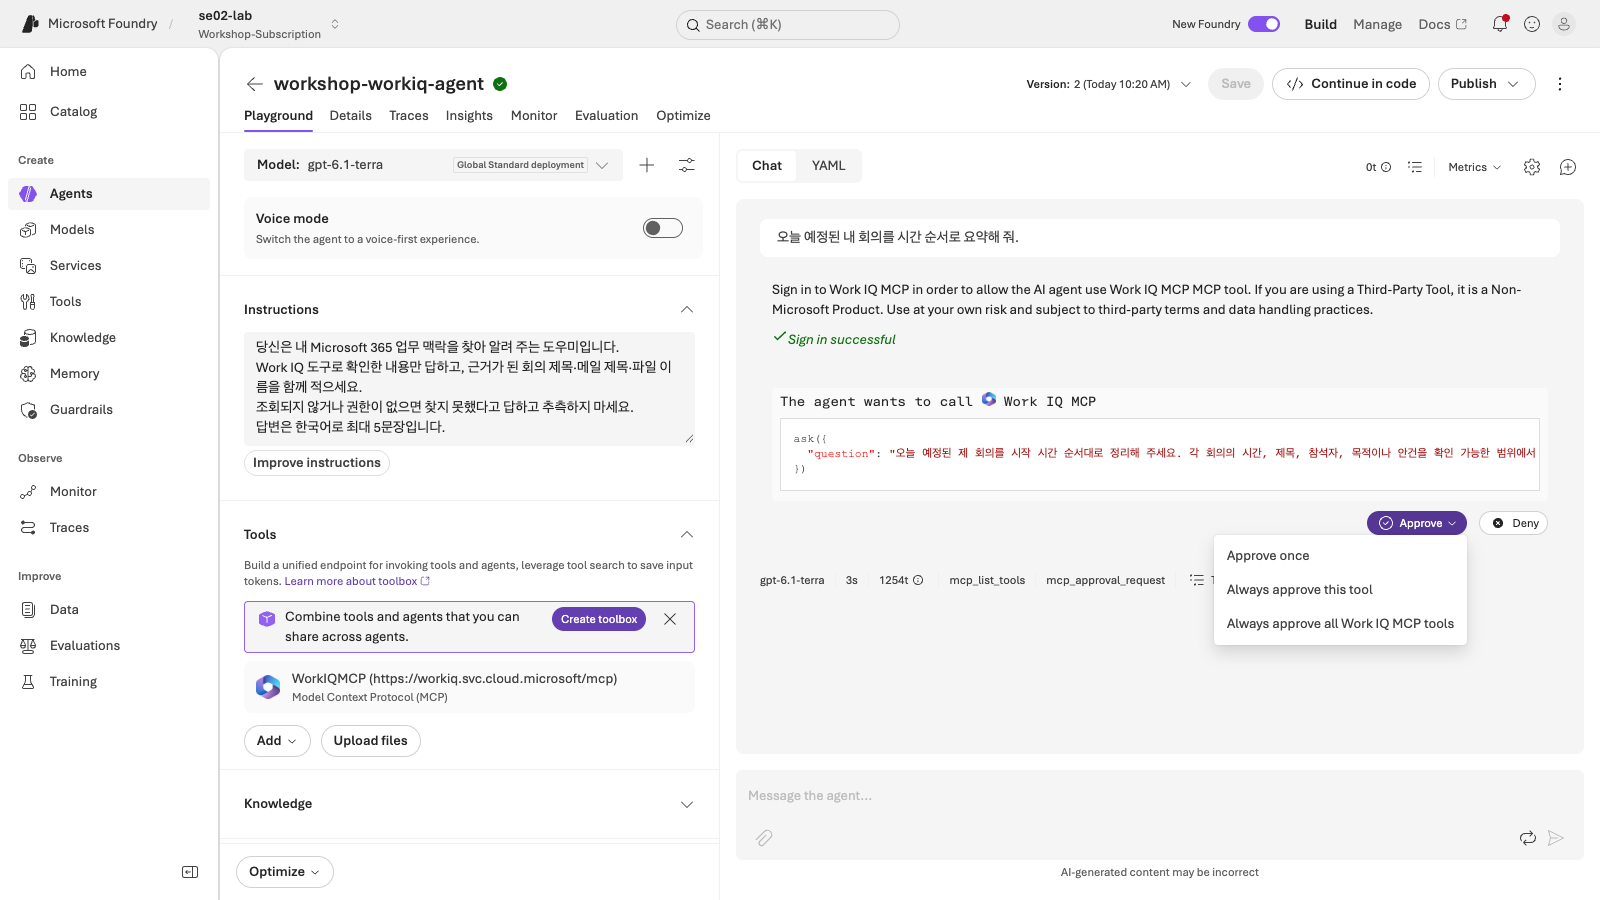 Microsoft Foundry
/
se02-lab
Workshop-Subscription
Search (⌘K)
New Foundry
Build
Manage
Docs
Home
Catalog
Create
Agents
Models
Services
Tools
Knowledge
Memory
Guardrails
Observe
Monitor
Traces
Improve
Data
Evaluations
Training
workshop-workiq-agent
Version: 2 (Today 10:20 AM)
Save
Continue in code
Publish
Playground
Details
Traces
Insights
Monitor
Evaluation
Optimize
Model: gpt-6.1-terra
Global Standard deployment
Voice mode
Switch the agent to a voice-first experience.
Instructions
당신은 내 Microsoft 365 업무 맥락을 찾아 알려 주는 도우미입니다.
Work IQ 도구로 확인한 내용만 답하고, 근거가 된 회의 제목·메일 제목·파일 이
름을 함께 적으세요.
조회되지 않거나 권한이 없으면 찾지 못했다고 답하고 추측하지 마세요.
답변은 한국어로 최대 5문장입니다.
Improve instructions
Tools
Build a unified endpoint for invoking tools and agents, leverage tool search to save input
tokens. Learn more about toolbox
Combine tools and agents that you can
share across agents.
Create toolbox
WorkIQMCP (https://workiq.svc.cloud.microsoft/mcp)
Model Context Protocol (MCP)
Add
Upload files
Knowledge
Optimize
Chat
YAML
0t
Metrics
오늘 예정된 내 회의를 시간 순서로 요약해 줘.
Sign in to Work IQ MCP in order to allow the AI agent use Work IQ MCP MCP tool. If you are using a Third-Party Tool, it is a Non-
Microsoft Product. Use at your own risk and subject to third-party terms and data handling practices.
Sign in successful
The agent wants to call Work IQ MCP
ask({
"question": "오늘 예정된 제 회의를 시작 시간 순서대로 정리해 주세요. 각 회의의 시간, 제목, 참석자, 목적이나 안건을 확인 가능한 범위에서
})
Approve
Deny
Approve once
Always approve this tool
Always approve all Work IQ MCP tools
gpt-6.1-terra
3s
1254t
mcp_list_tools
mcp_approval_request
Message the agent...
AI-generated content may be incorrect